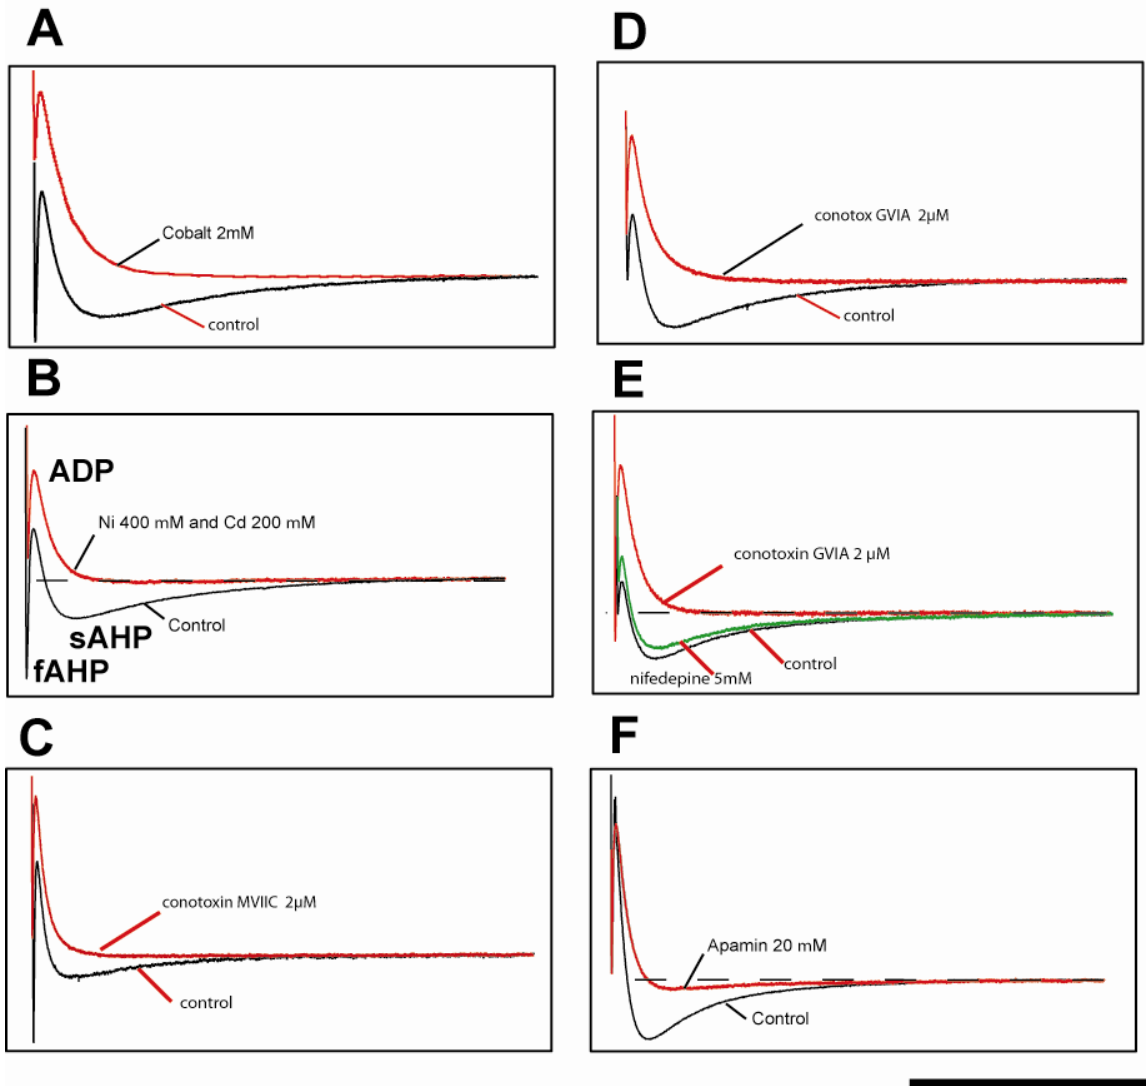 A
Cobalt 2mM
control
B
ADP
Ni 400 mM and Cd 200 mM
Control
sAHP
fAHP
C
conotoxin MVIIC 2µM
control
D
conotox GVIA 2µM
control
E
conotoxin GVIA 2 µM
control
nifedepine 5mM
F
Apamin 20 mM
Control